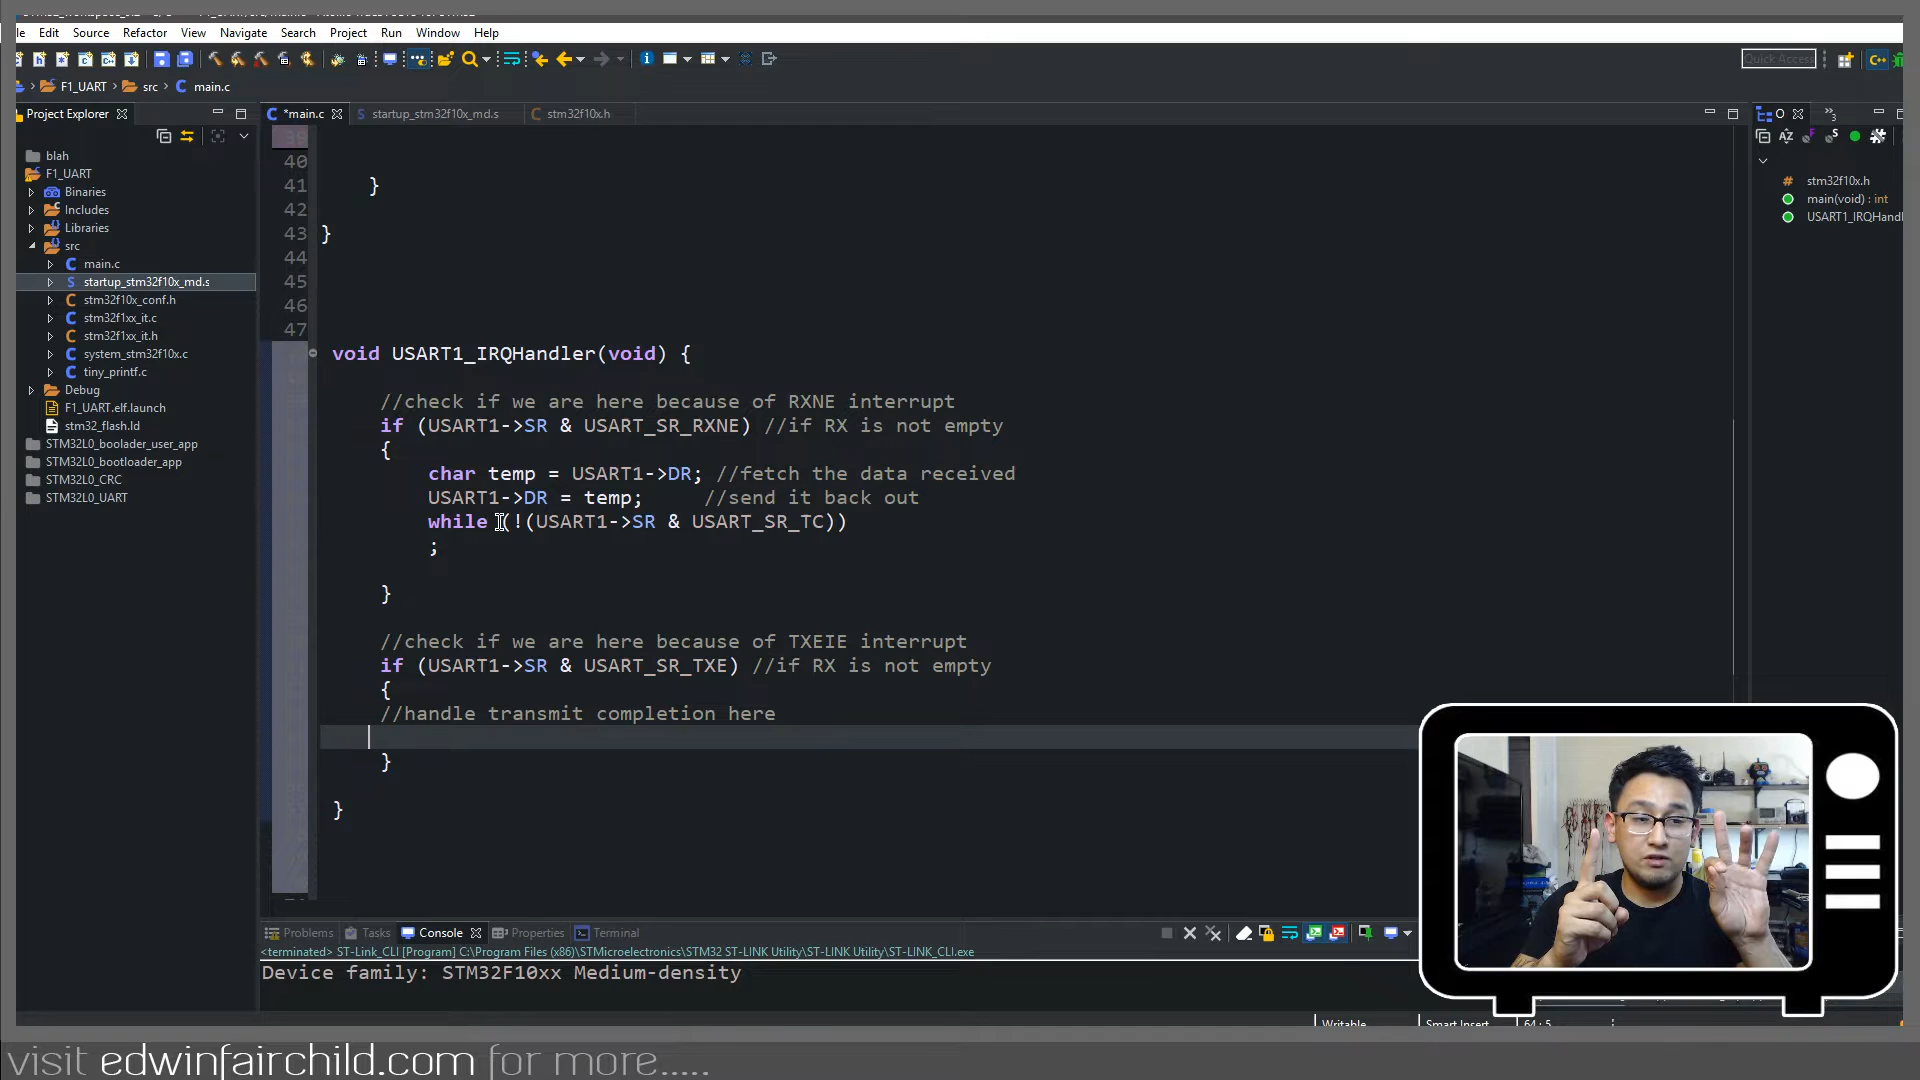 le Edit Source Refactor View Navigate Search Project Run Window Help
Quick Access
F1_UART src main.c
Project Explorer
*main.c startup_stm32f10x_md.s stm32f10x.h
blah
F1_UART
Binaries
Includes
Libraries
src
main.c
startup_stm32f10x_md.s
stm32f10x_conf.h
stm32f1xx_it.c
stm32f1xx_it.h
system_stm32f10x.c
tiny_printf.c
Debug
F1_UART.elf.launch
stm32_flash.ld
STM32L0_boolader_user_app
STM32L0_bootloader_app
STM32L0_CRC
STM32L0_UART
39
40
41 }
42
43 }
44
45
46
47
void USART1_IRQHandler(void) {
//check if we are here because of RXNE interrupt
if (USART1->SR & USART_SR_RXNE) //if RX is not empty
{
char temp = USART1->DR; //fetch the data received
USART1->DR = temp; //send it back out
while (!(USART1->SR & USART_SR_TC))
;
}
//check if we are here because of TXEIE interrupt
if (USART1->SR & USART_SR_TXE) //if RX is not empty
{
//handle transmit completion here
}
}
stm32f10x.h
main(void) : int
USART1_IRQHandl
Problems Tasks Console Properties Terminal
<terminated> ST-Link_CLI [Program] C:\Program Files (x86)\STMicroelectronics\STM32 ST-LINK Utility\ST-LINK Utility\ST-LINK_CLI.exe
Device family: STM32F10xx Medium-density
Writable Smart Insert 64 : 5
visit edwinfairchild.com for more.....